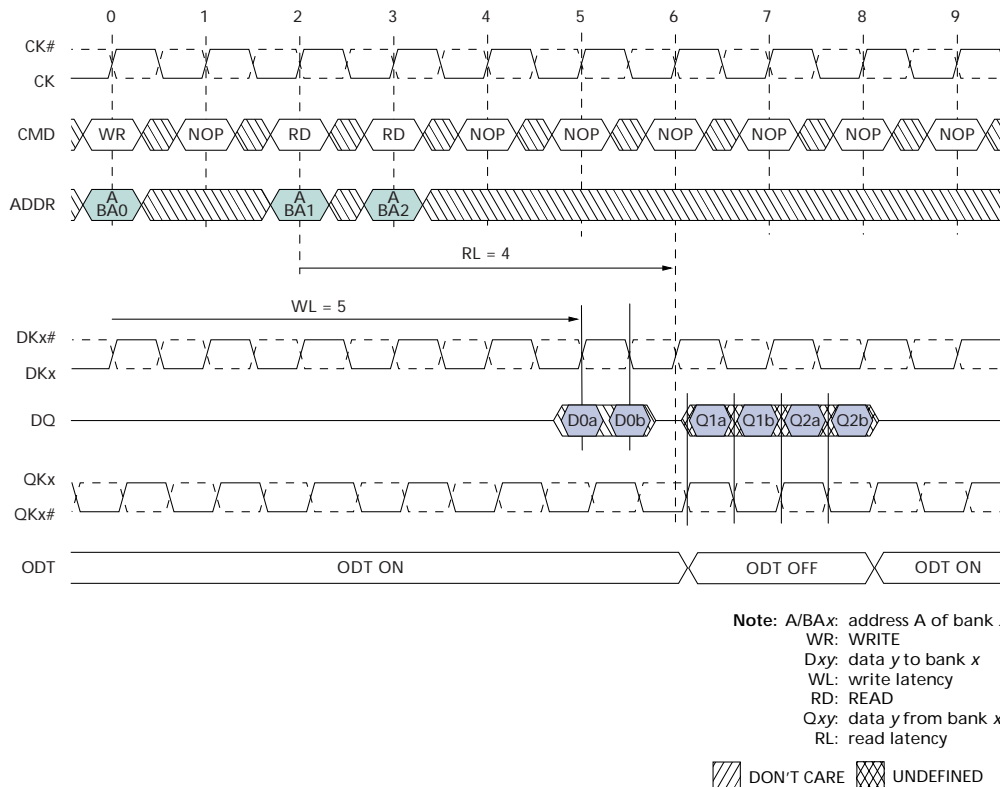 0 1 2 3 4 5 6 7 8 9
CK#
CK
CMD WR NOP RD RD NOP NOP NOP NOP NOP NOP
ADDR A BA0 A BA1 A BA2
RL = 4
WL = 5
DKx#
DKx
DQ D0a D0b Q1a Q1b Q2a Q2b
QKx
QKx#
ODT ODT ON ODT OFF ODT ON
Note: A/BAx: address A of bank
WR: WRITE
Dxy: data y to bank x
WL: write latency
RD: READ
Qxy: data y from bank x
RL: read latency
DON'T CARE UNDEFINED